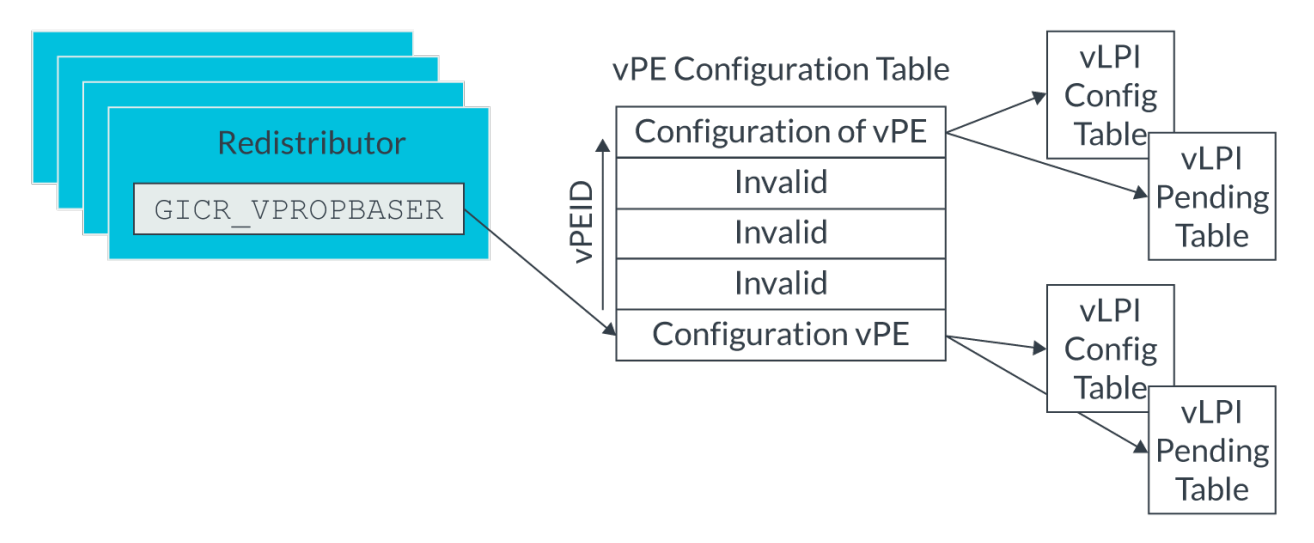 Redistributor
GICR_VPROPBASER
vPE Configuration Table
vPEID
Configuration of vPE
Invalid
Invalid
Invalid
Configuration vPE
vLPI
Config
Table
vLPI
Pending
Table
vLPI
Config
Table
vLPI
Pending
Table